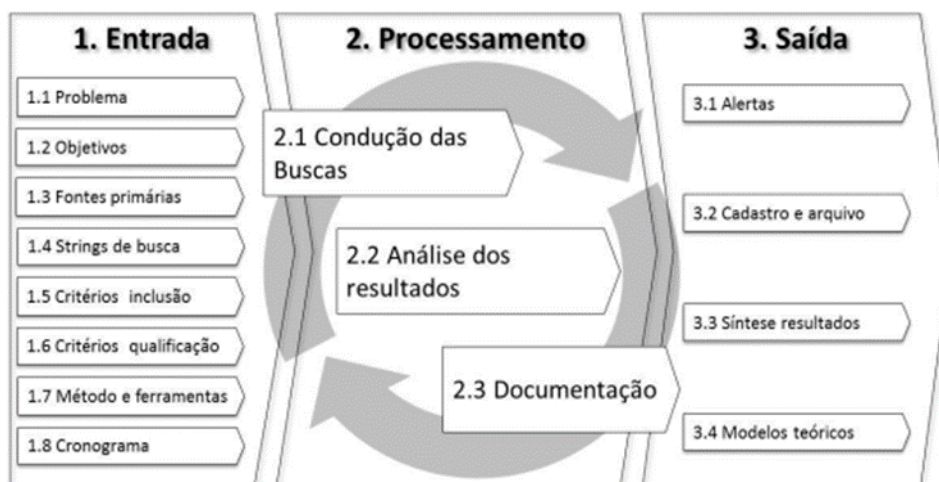 1. Entrada
1.1 Problema
1.2 Objetivos
1.3 Fontes primárias
1.4 Strings de busca
1.5 Critérios inclusão
1.6 Critérios qualificação
1.7 Método e ferramentas
1.8 Cronograma
2. Processamento
2.1 Condução das
Buscas
2.2 Análise dos
resultados
2.3 Documentação
3. Saída
3.1 Alertas
3.2 Cadastro e arquivo
3.3 Síntese resultados
3.4 Modelos teóricos